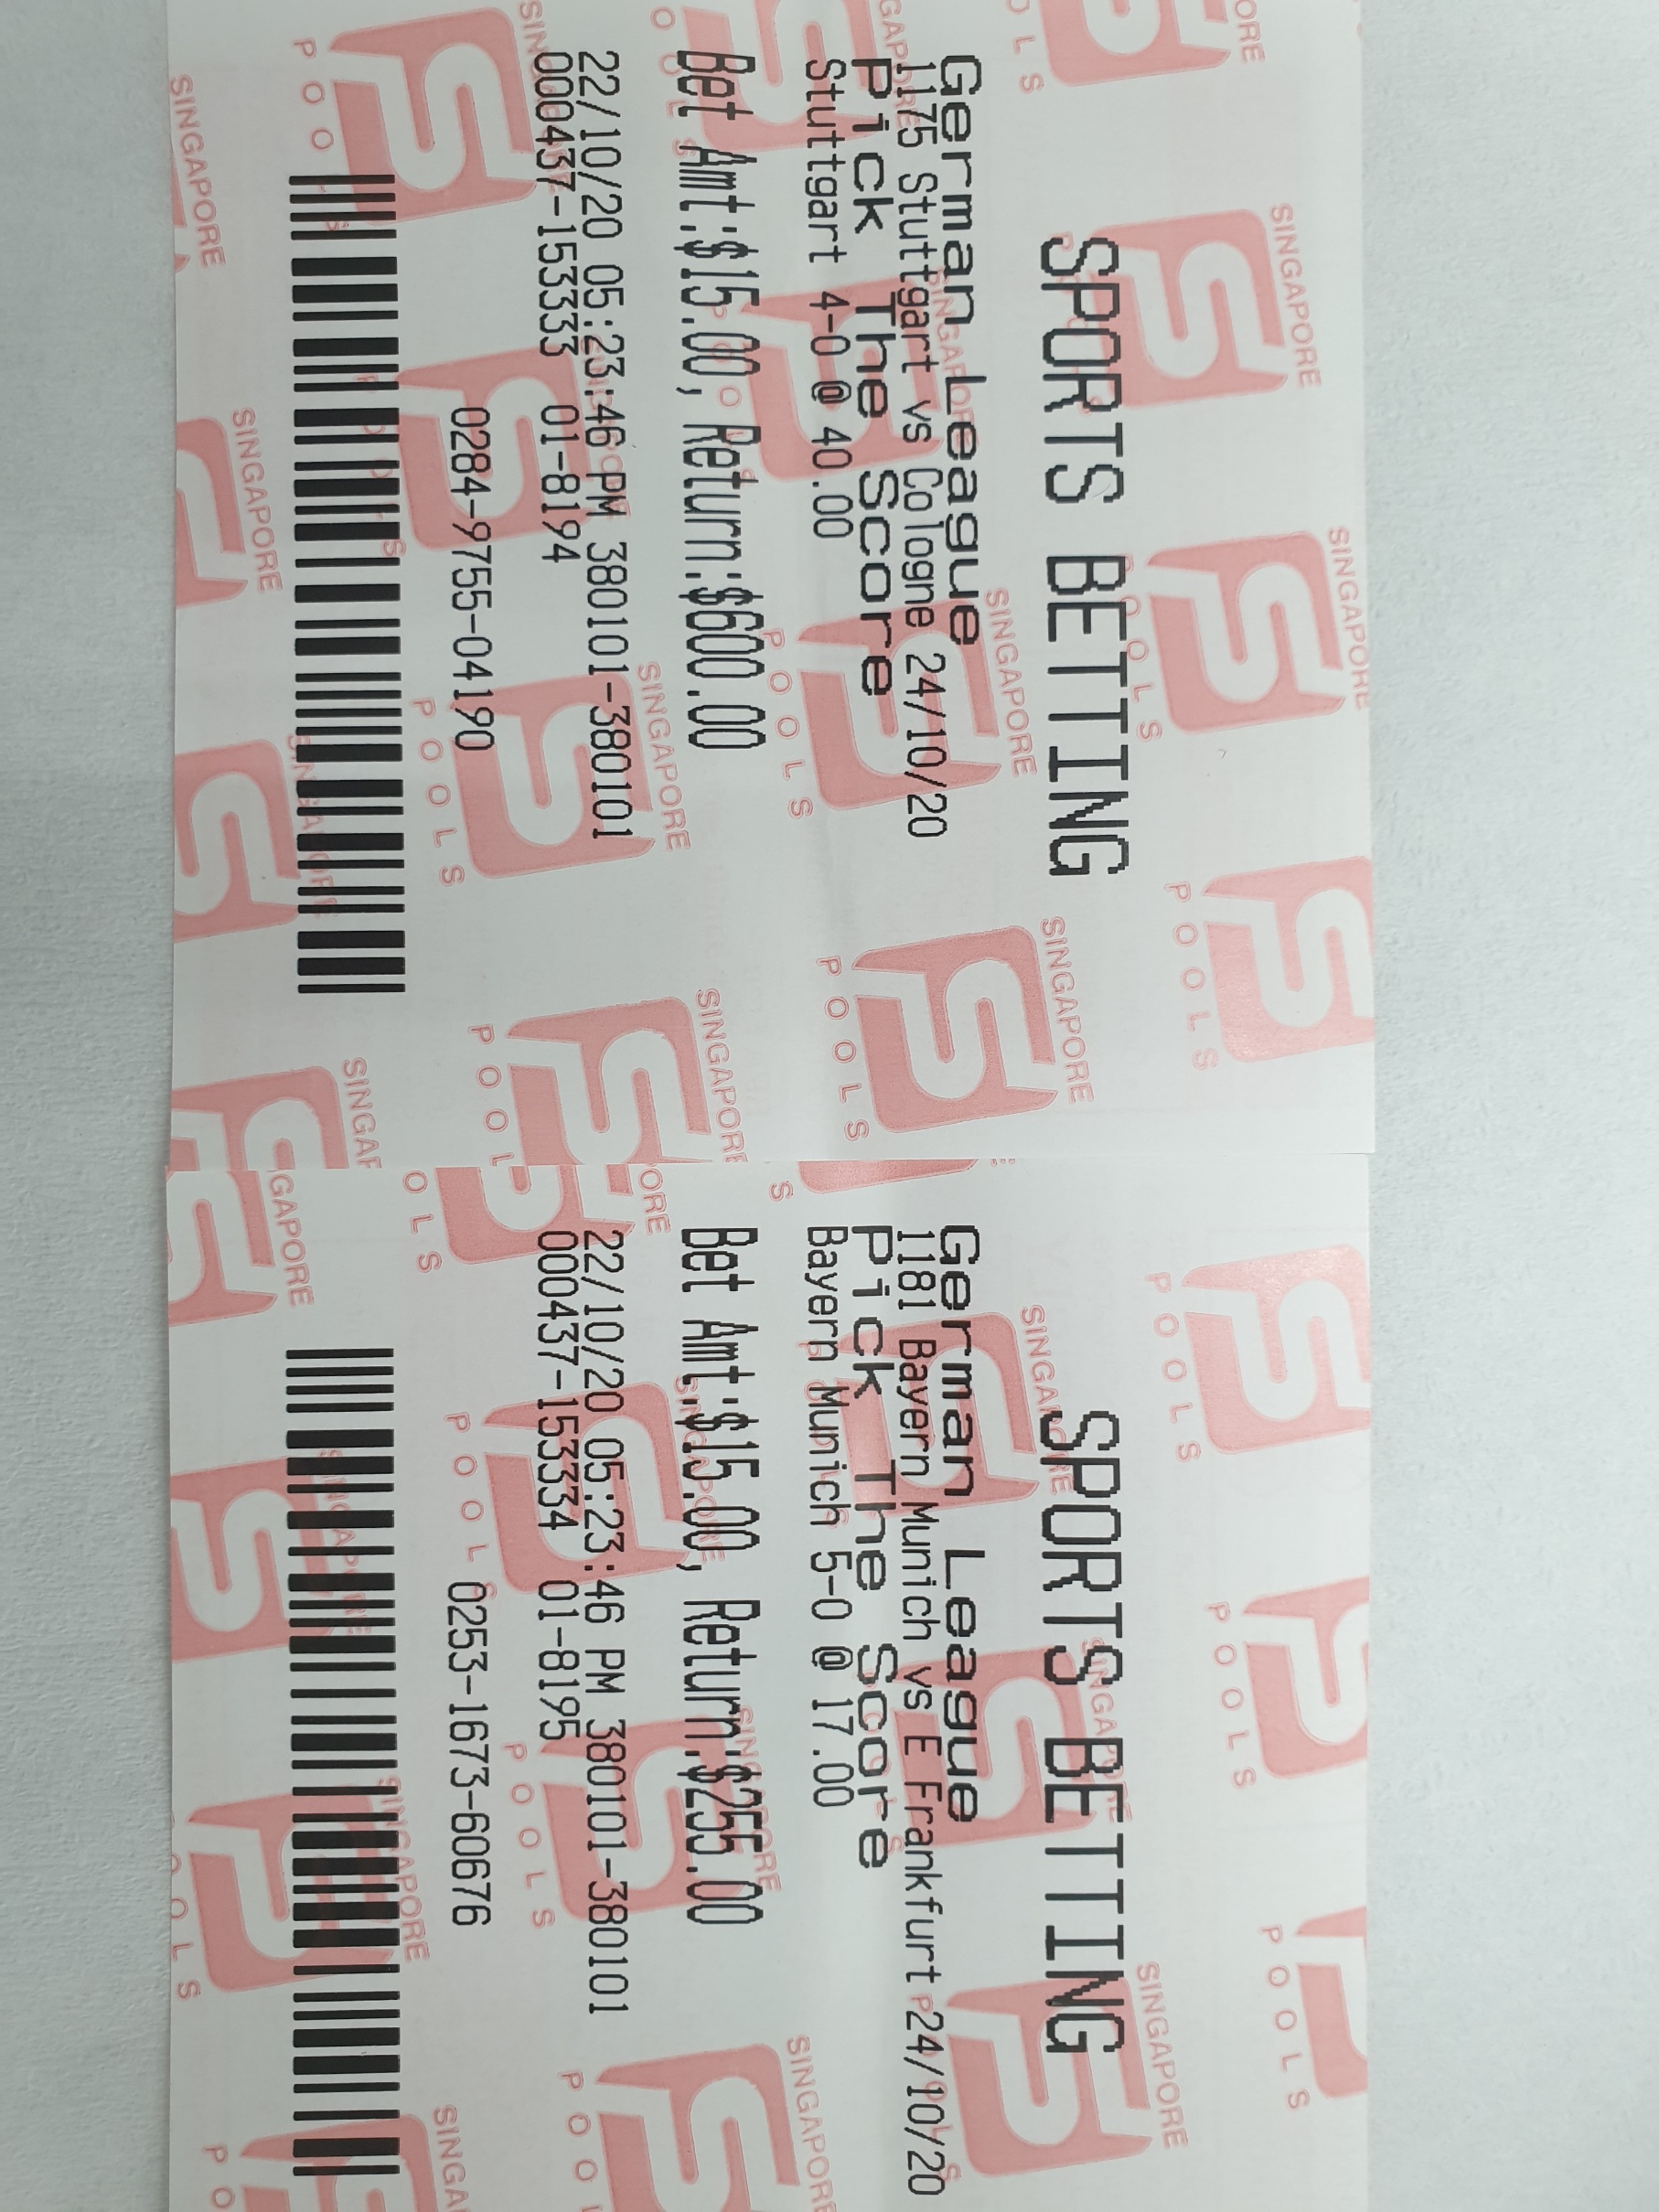 SPORTS BETTING
German League
1175 Stuttgart vs Cologne 24/10/20
Pick The Score
Stuttgart 4-0 @ 40.00
Bet Amt:$15.00, Return:$600.00
22/10/20 05:23:46 PM 380101-380101
000437-153333 01-8194
0284-9755-04190
SPORTS BETTING
German League
1181 Bayern Munich vs E Frankfurt 24/10/20
Pick The Score
Bayern Munich 5-0 @ 17.00
Bet Amt:$15.00, Return:$255.00
22/10/20 05:23:46 PM 380101-380101
000437-153334 01-8195
0253-1673-60676
SINGAPORE
POOLS